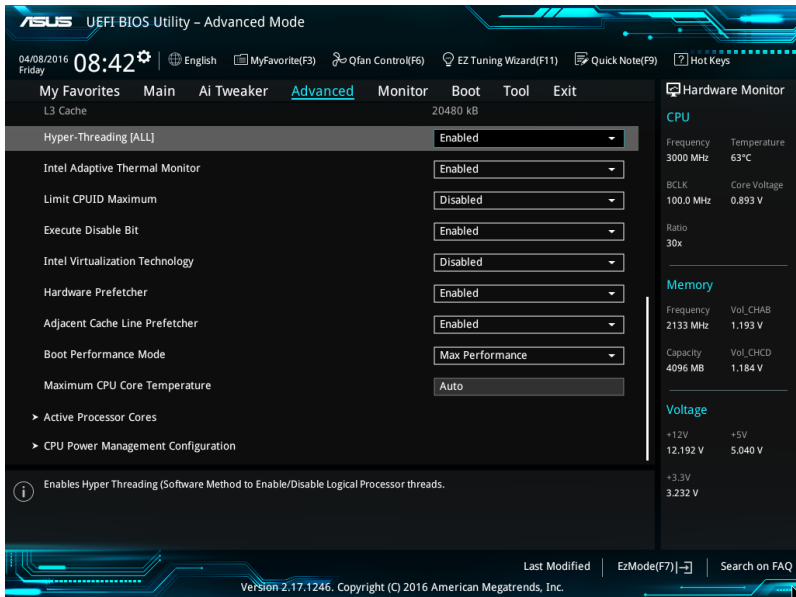 ASUS UEFI BIOS Utility – Advanced Mode
04/08/2016
Friday
08:42
English
MyFavorite(F3)
Qfan Control(F6)
EZ Tuning Wizard(F11)
Quick Note(F9)
? Hot Keys
My Favorites Main Ai Tweaker Advanced Monitor Boot Tool Exit
L3 Cache 20480 kB
Hyper-Threading [ALL] Enabled
Intel Adaptive Thermal Monitor Enabled
Limit CPUID Maximum Disabled
Execute Disable Bit Enabled
Intel Virtualization Technology Disabled
Hardware Prefetcher Enabled
Adjacent Cache Line Prefetcher Enabled
Boot Performance Mode Max Performance
Maximum CPU Core Temperature Auto
Active Processor Cores
CPU Power Management Configuration
Enables Hyper Threading (Software Method to Enable/Disable Logical Processor threads.
Hardware Monitor
CPU
Frequency Temperature
3000 MHz 63°C
BCLK Core Voltage
100.0 MHz 0.893 V
Ratio
30x
Memory
Frequency Vol_CHAB
2133 MHz 1.193 V
Capacity Vol_CHCD
4096 MB 1.184 V
Voltage
+12V +5V
12.192 V 5.040 V
+3.3V
3.232 V
Last Modified
EzMode(F7)
Search on FAQ
Version 2.17.1246. Copyright (C) 2016 American Megatrends, Inc.